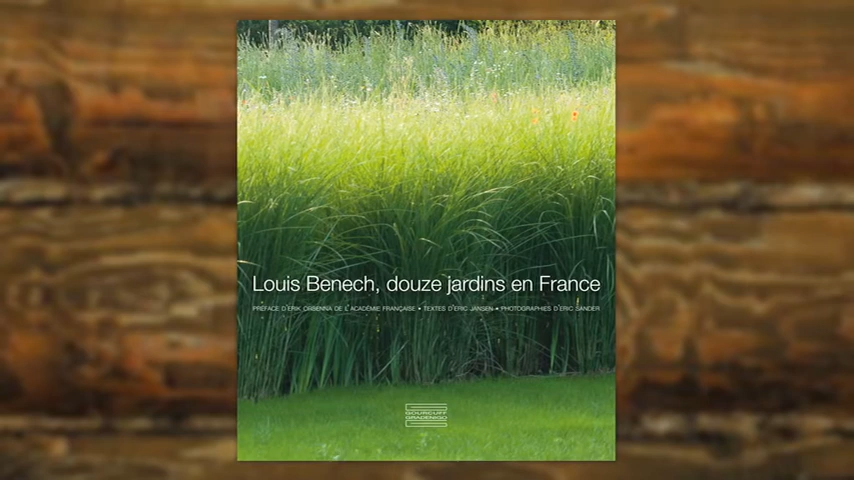 Louis Benech, douze jardins en France
PRÉFACE D'ERIK ORSENNA DE L'ACADÉMIE FRANÇAISE • TEXTES D'ERIC JANSEN • PHOTOGRAPHIES D'ERIC SANDER
GOURCUFF
GRADENIGO